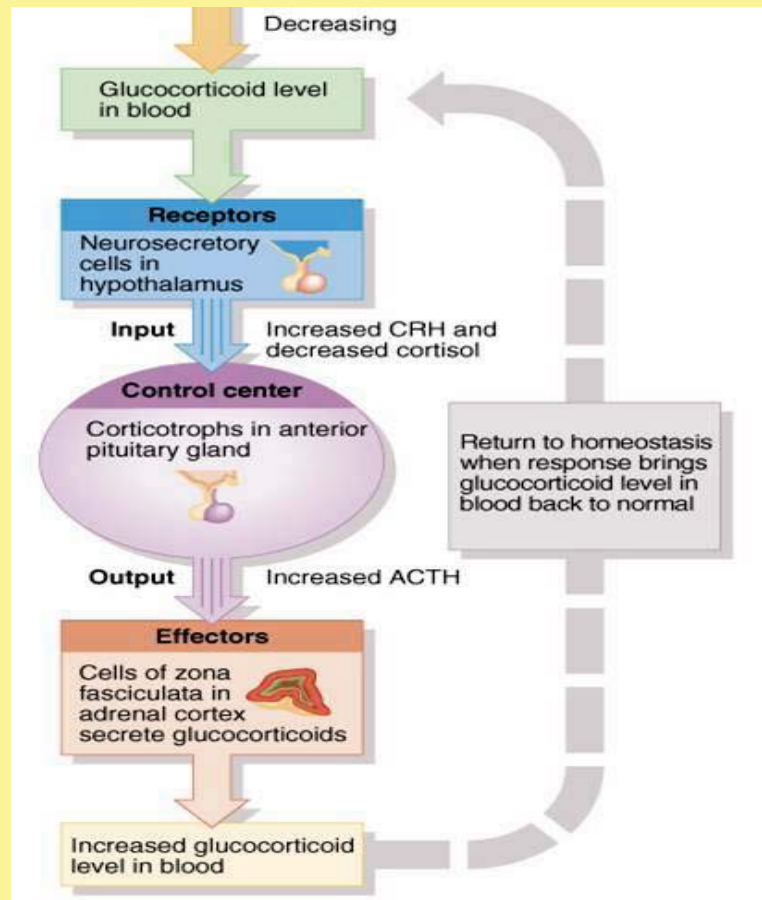 Decreasing
Glucocorticoid level
in blood
Receptors
Neurosecretory
cells in
hypothalamus
Input
Increased CRH and
decreased cortisol
Control center
Corticotrophs in anterior
pituitary gland
Return to homeostasis
when response brings
glucocorticoid level in
blood back to normal
Output
Increased ACTH
Effectors
Cells of zona
fasciculata in
adrenal cortex
secrete glucocorticoids
Increased glucocorticoid
level in blood